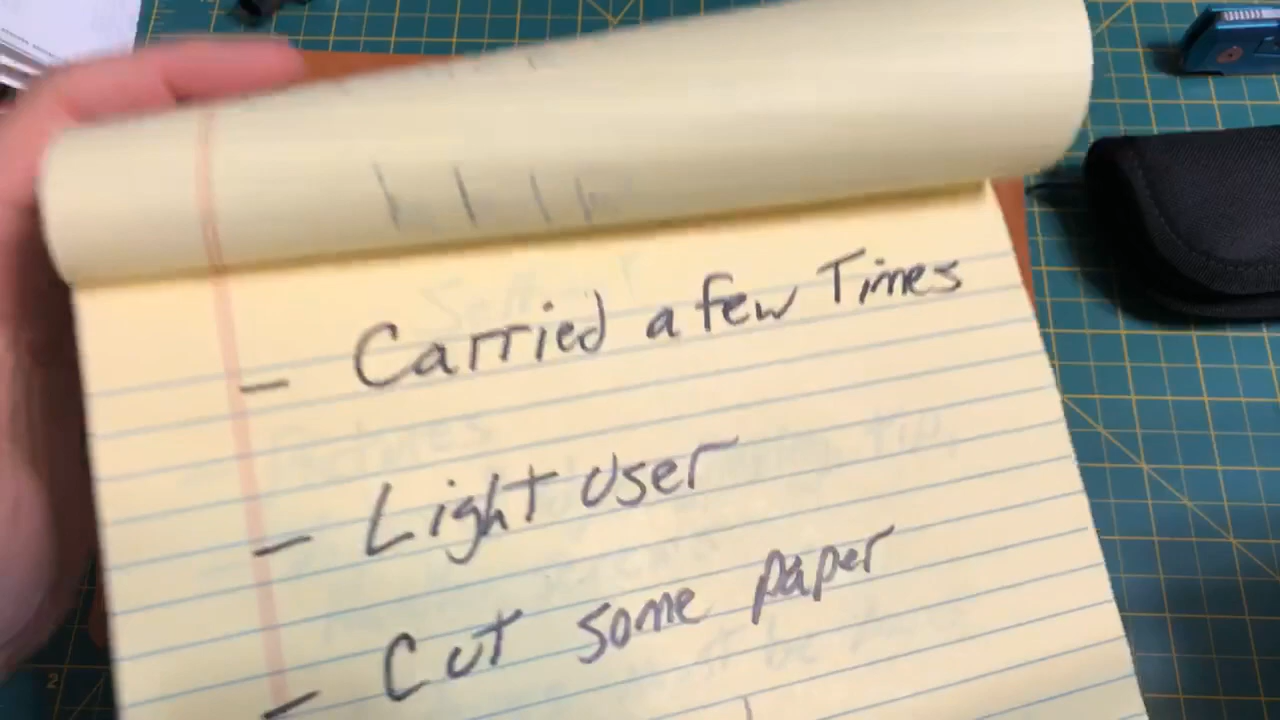 - Carried a few Times
- Light User
- Cut some paper